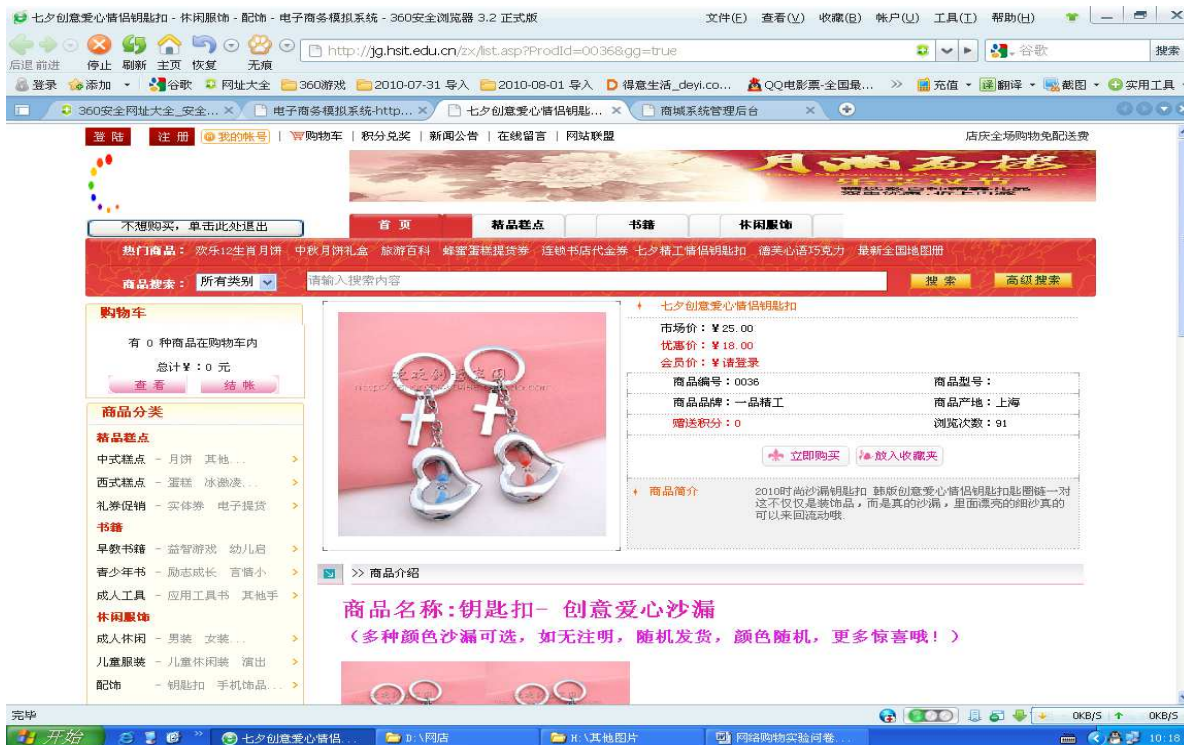 七夕创意爱心情侣钥匙扣 - 休闲服饰 - 配饰 - 电子商务模拟系统 - 360安全浏览器 3.2 正式版 文件(F) 查看(V) 收藏(B) 帐户(U) 工具(T) 帮助(H)
后退 前进 停止 刷新 主页 恢复 无痕 http://jg.hsit.edu.cn/zx/list.asp?ProdId=0036&gg=true 谷歌 搜索
登录 添加 谷歌 网址大全 360游戏 2010-07-31 导入 2010-08-01 导入 得意生活_deyi.co... QQ电影票-全国最... » 充值 翻译 截图 实用工具
360安全网址大全_安全... 电子商务模拟系统-http... 七夕创意爱心情侣钥匙... 商城系统管理后台
登 陆 注 册 我的帐号 | 购物车 | 积分兑奖 | 新闻公告 | 在线留言 | 网站联盟 店庆全场购物免配送费
不想购买，单击此处退出 首 页 精品糕点 书籍 休闲服饰
热门商品： 欢乐12生肖月饼 中秋月饼礼盒 旅游百科 蜂蜜蛋糕提货券 连锁书店代金券 七夕精工情侣钥匙扣 德芙心语巧克力 最新全国地图册
商品搜索： 所有类别 请输入搜索内容 搜 索 高级搜索
购物车
有 0 种商品在购物车内
总计￥：0 元
查 看 结 帐
商品分类
精品糕点
中式糕点 - 月饼 其他...
西式糕点 - 蛋糕 冰激凌...
礼券促销 - 实体券 电子提货
书籍
早教书籍 - 益智游戏 幼儿启
青少年书 - 励志成长 言情小
成人工具 - 应用工具书 其他手
休闲服饰
成人休闲 - 男装 女装...
儿童服装 - 儿童休闲装 演出
配饰 - 钥匙扣 手机饰品...
七夕创意爱心情侣钥匙扣
市场价：￥25.00
优惠价：￥18.00
会员价：￥请登录
商品编号：0036 商品型号：
商品品牌：一品精工 商品产地：上海
赠送积分：0 浏览次数：91
立即购买 放入收藏夹
商品简介 2010时尚沙漏钥匙扣 韩版创意爱心情侣钥匙扣匙圈链一对
这不仅仅是装饰品，而是真的沙漏，里面漂亮的细沙真的
可以来回流动哦.
>> 商品介绍
商品名称:钥匙扣- 创意爱心沙漏
（多种颜色沙漏可选，如无注明，随机发货，颜色随机，更多惊喜哦！）
完毕 0KB/S 0KB/S
开始 » 七夕创意爱心情侣... D:\网店 H:\其他图片 网络购物实验问卷... 10:18